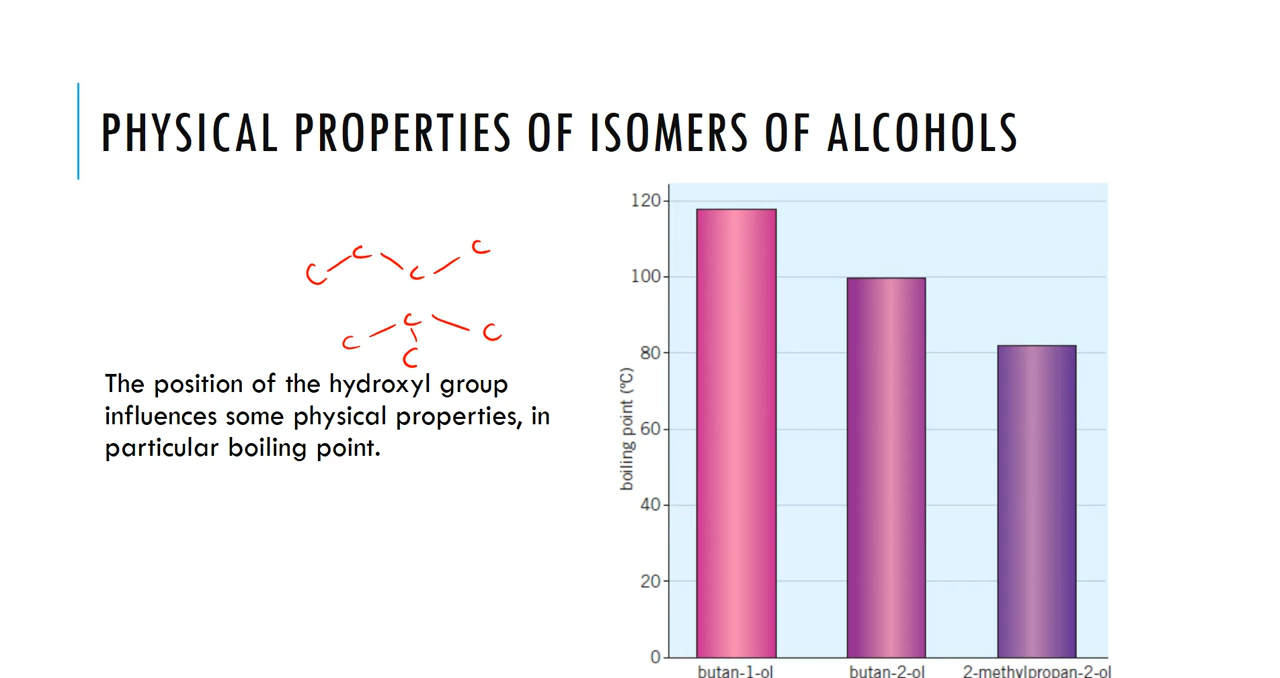 PHYSICAL PROPERTIES OF ISOMERS OF ALCOHOLS
C C C C
C C C
C
The position of the hydroxyl group
influences some physical properties, in
particular boiling point.
boiling point (°C)
120
100
80
60
40
20
0
butan-1-ol butan-2-ol 2-methylpropan-2-ol